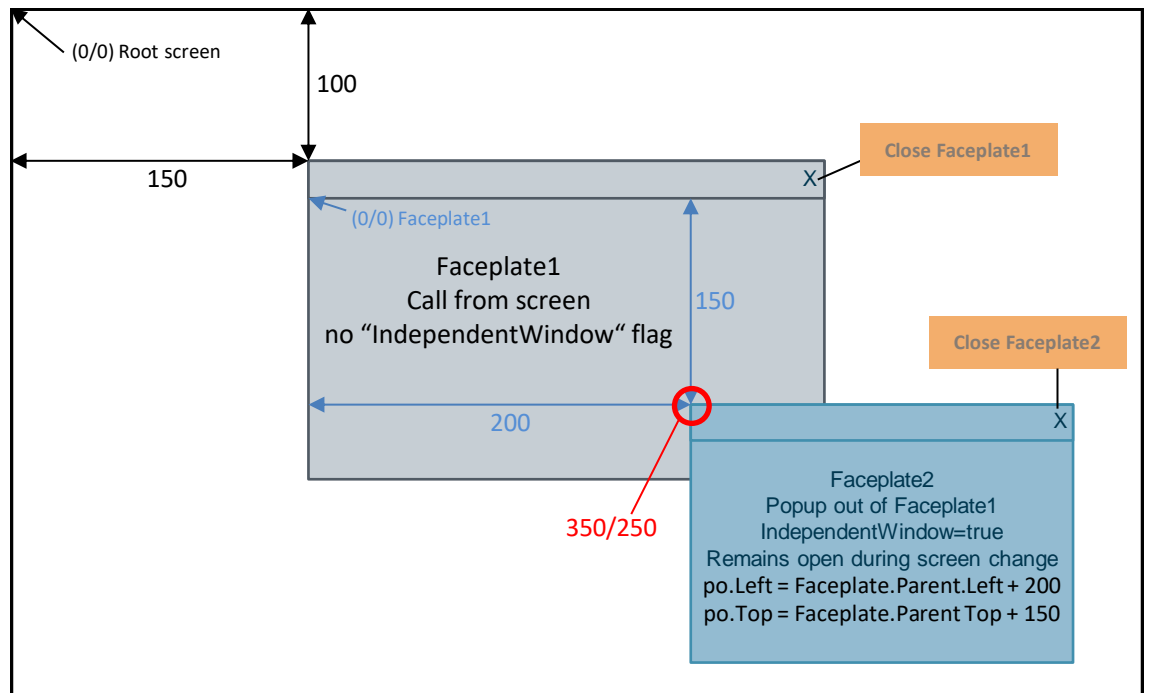 (0/0) Root screen
100
150
Close Faceplate1
X
(0/0) Faceplate1
Faceplate1
Call from screen
no “IndependentWindow“ flag
150
200
Close Faceplate2
X
350/250
Faceplate2
Popup out of Faceplate1
IndependentWindow=true
Remains open during screen change
po.Left = Faceplate.Parent.Left + 200
po.Top = Faceplate.Parent Top + 150